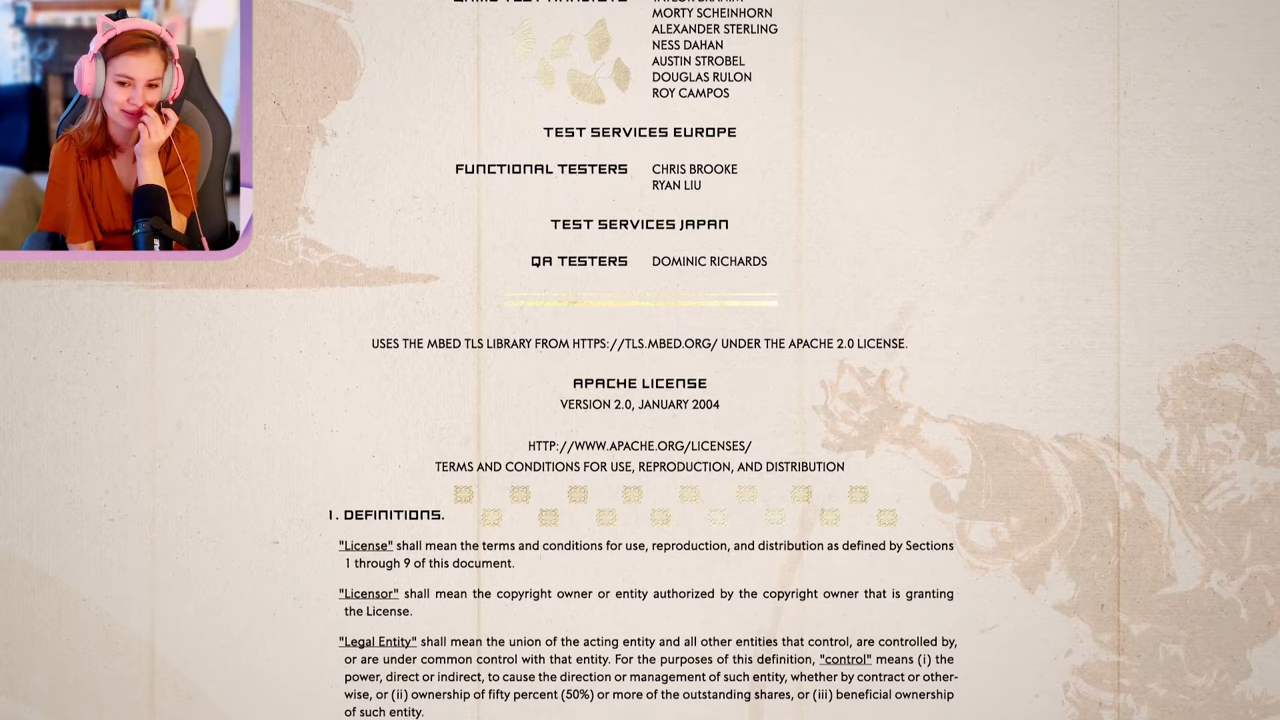 MORTY SCHEINHORN
ALEXANDER STERLING
NESS DAHAN
AUSTIN STROBEL
DOUGLAS RULON
ROY CAMPOS
TEST SERVICES EUROPE
FUNCTIONAL TESTERS CHRIS BROOKE
RYAN LIU
TEST SERVICES JAPAN
QA TESTERS DOMINIC RICHARDS
USES THE MBED TLS LIBRARY FROM HTTPS://TLS.MBED.ORG/ UNDER THE APACHE 2.0 LICENSE.
APACHE LICENSE
VERSION 2.0, JANUARY 2004
HTTP://WWW.APACHE.ORG/LICENSES/
TERMS AND CONDITIONS FOR USE, REPRODUCTION, AND DISTRIBUTION
1. DEFINITIONS.
"License" shall mean the terms and conditions for use, reproduction, and distribution as defined by Sections
1 through 9 of this document.
"Licensor" shall mean the copyright owner or entity authorized by the copyright owner that is granting
the License.
"Legal Entity" shall mean the union of the acting entity and all other entities that control, are controlled by,
or are under common control with that entity. For the purposes of this definition, "control" means (i) the
power, direct or indirect, to cause the direction or management of such entity, whether by contract or other-
wise, or (ii) ownership of fifty percent (50%) or more of the outstanding shares, or (iii) beneficial ownership
of such entity.